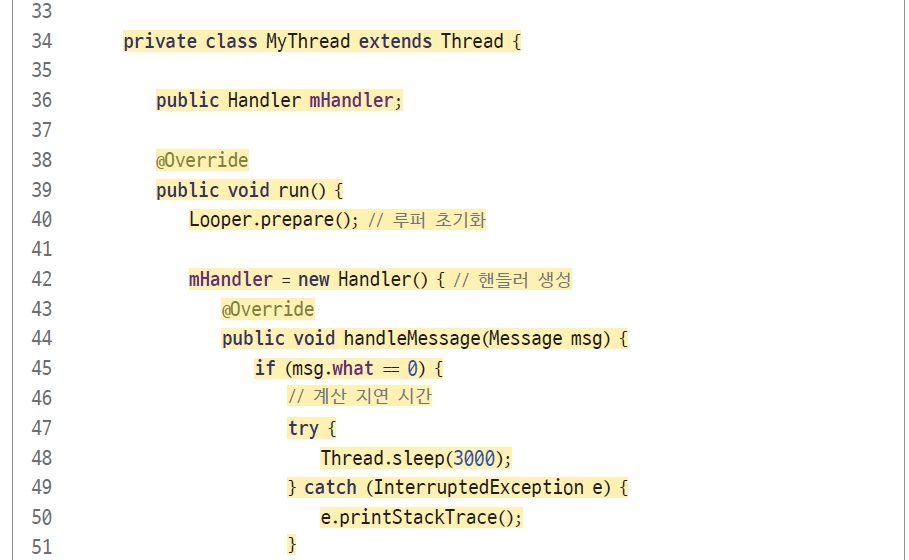 33
34 private class MyThread extends Thread {
35
36 public Handler mHandler;
37
38 @Override
39 public void run() {
40 Looper.prepare(); // 루퍼 초기화
41
42 mHandler = new Handler() { // 핸들러 생성
43 @Override
44 public void handleMessage(Message msg) {
45 if (msg.what == 0) {
46 // 계산 지연 시간
47 try {
48 Thread.sleep(3000);
49 } catch (InterruptedException e) {
50 e.printStackTrace();
51 }